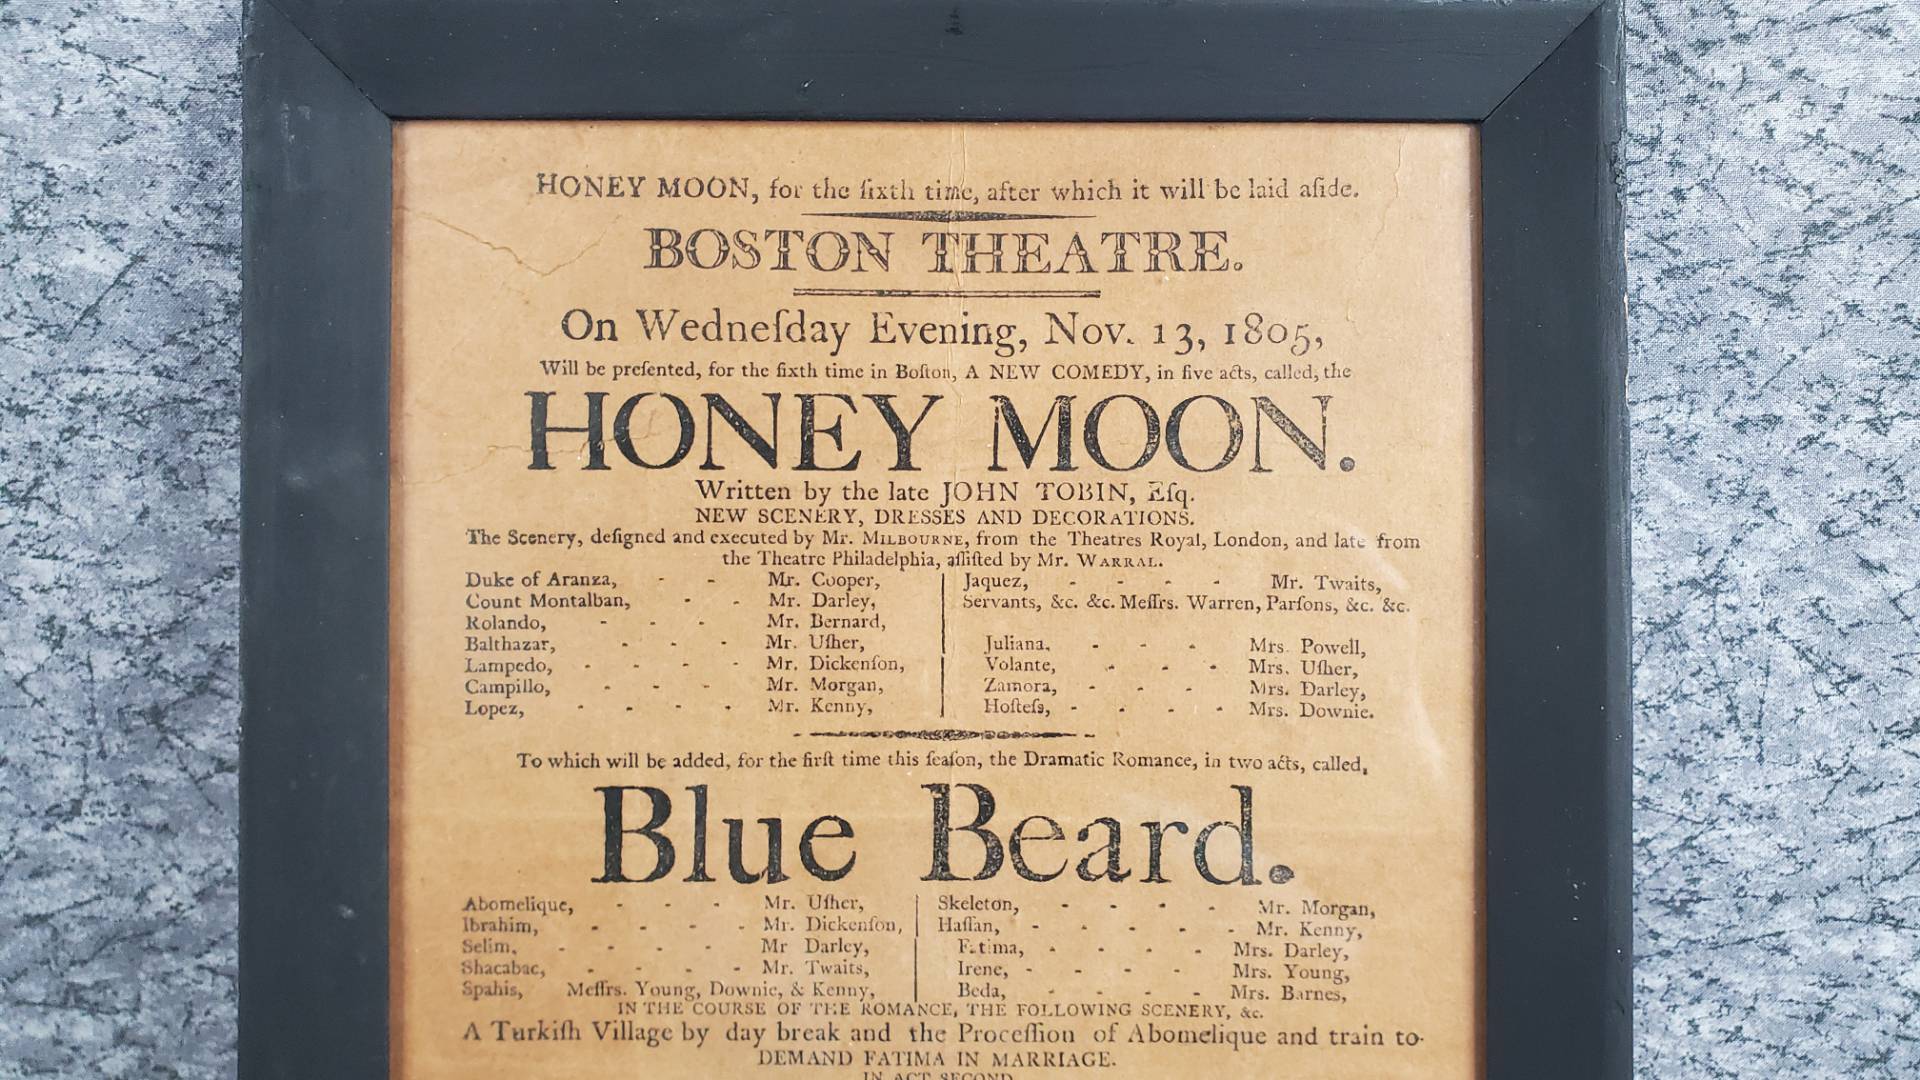 HONEY MOON, for the ſixth time, after which it will be laid aſide.
BOSTON THEATRE.
On Wedneſday Evening, Nov. 13, 1805,
Will be preſented, for the ſixth time in Boſton, A NEW COMEDY, in five acts, called, the
HONEY MOON.
Written by the late JOHN TOBIN, Eſq.
NEW SCENERY, DRESSES AND DECORATIONS.
The Scenery, deſigned and executed by Mr. MILBOURNE, from the Theatres Royal, London, and late from
the Theatre Philadelphia, aſſiſted by Mr. WARRAL.
Duke of Aranza, - - Mr. Cooper,
Count Montalban, - - Mr. Darley,
Rolando, - - - Mr. Bernard,
Balthazar, - - - Mr. Uſher,
Lampedo, - - - - Mr. Dickenſon,
Campillo, - - - Mr. Morgan,
Lopez, - - - - Mr. Kenny,
Jaquez, - - - - Mr. Twaits,
Servants, &c. &c. Meſſrs. Warren, Parſons, &c. &c.
Juliana, - - - Mrs. Powell,
Volante, - - - Mrs. Uſher,
Zamora, - - - Mrs. Darley,
Hoſteſs, - - - - Mrs. Downie.
To which will be added, for the firſt time this ſeaſon, the Dramatic Romance, in two acts, called,
Blue Beard.
Abomelique, - - - Mr. Uſher,
Ibrahim, - - - - Mr. Dickenſon,
Selim, - - - - - Mr Darley,
Shacabac, - - - - Mr. Twaits,
Spahis, Meſſrs. Young, Downie, & Kenny,
Skeleton, - - - - Mr. Morgan,
Haſſan, - - - - - Mr. Kenny,
Fatima, - - - - Mrs. Darley,
Irene, - - - - - Mrs. Young,
Beda, - - - - Mrs. Barnes,
IN THE COURSE OF THE ROMANCE, THE FOLLOWING SCENERY, &c.
A Turkiſh Village by day break and the Proceſſion of Abomelique and train to
DEMAND FATIMA IN MARRIAGE.
IN ACT SECOND